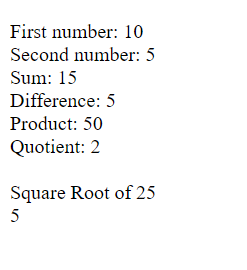 First number: 10
Second number: 5
Sum: 15
Difference: 5
Product: 50
Quotient: 2
Square Root of 25
5